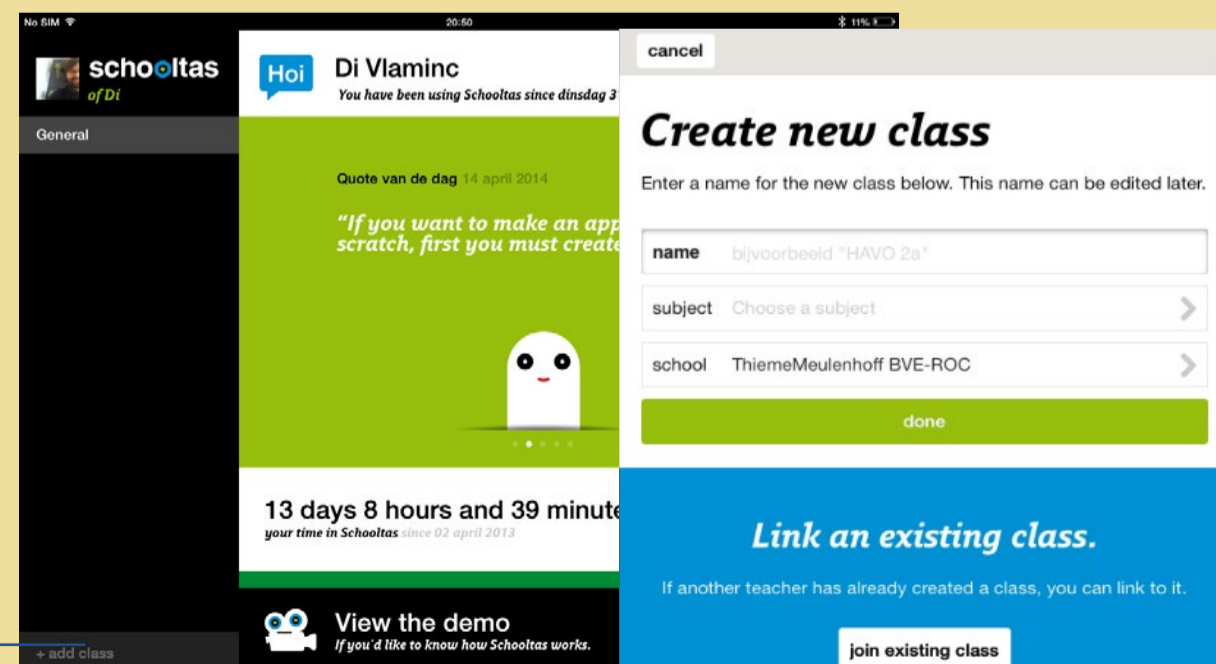 No SIM
20:50
11%
schooltas
of Di
General
Hoi
Di Vlaminc
You have been using Schooltas since dinsdag 3
Quote van de dag 14 april 2014
"If you want to make an app
scratch, first you must create
13 days 8 hours and 39 minute
your time in Schooltas since 02 april 2013
View the demo
If you'd like to know how Schooltas works.
+ add class
cancel
Create new class
Enter a name for the new class below. This name can be edited later.
name bijvoorbeeld "HAVO 2a"
subject Choose a subject
school ThiemeMeulenhoff BVE-ROC
done
Link an existing class.
If another teacher has already created a class, you can link to it.
join existing class